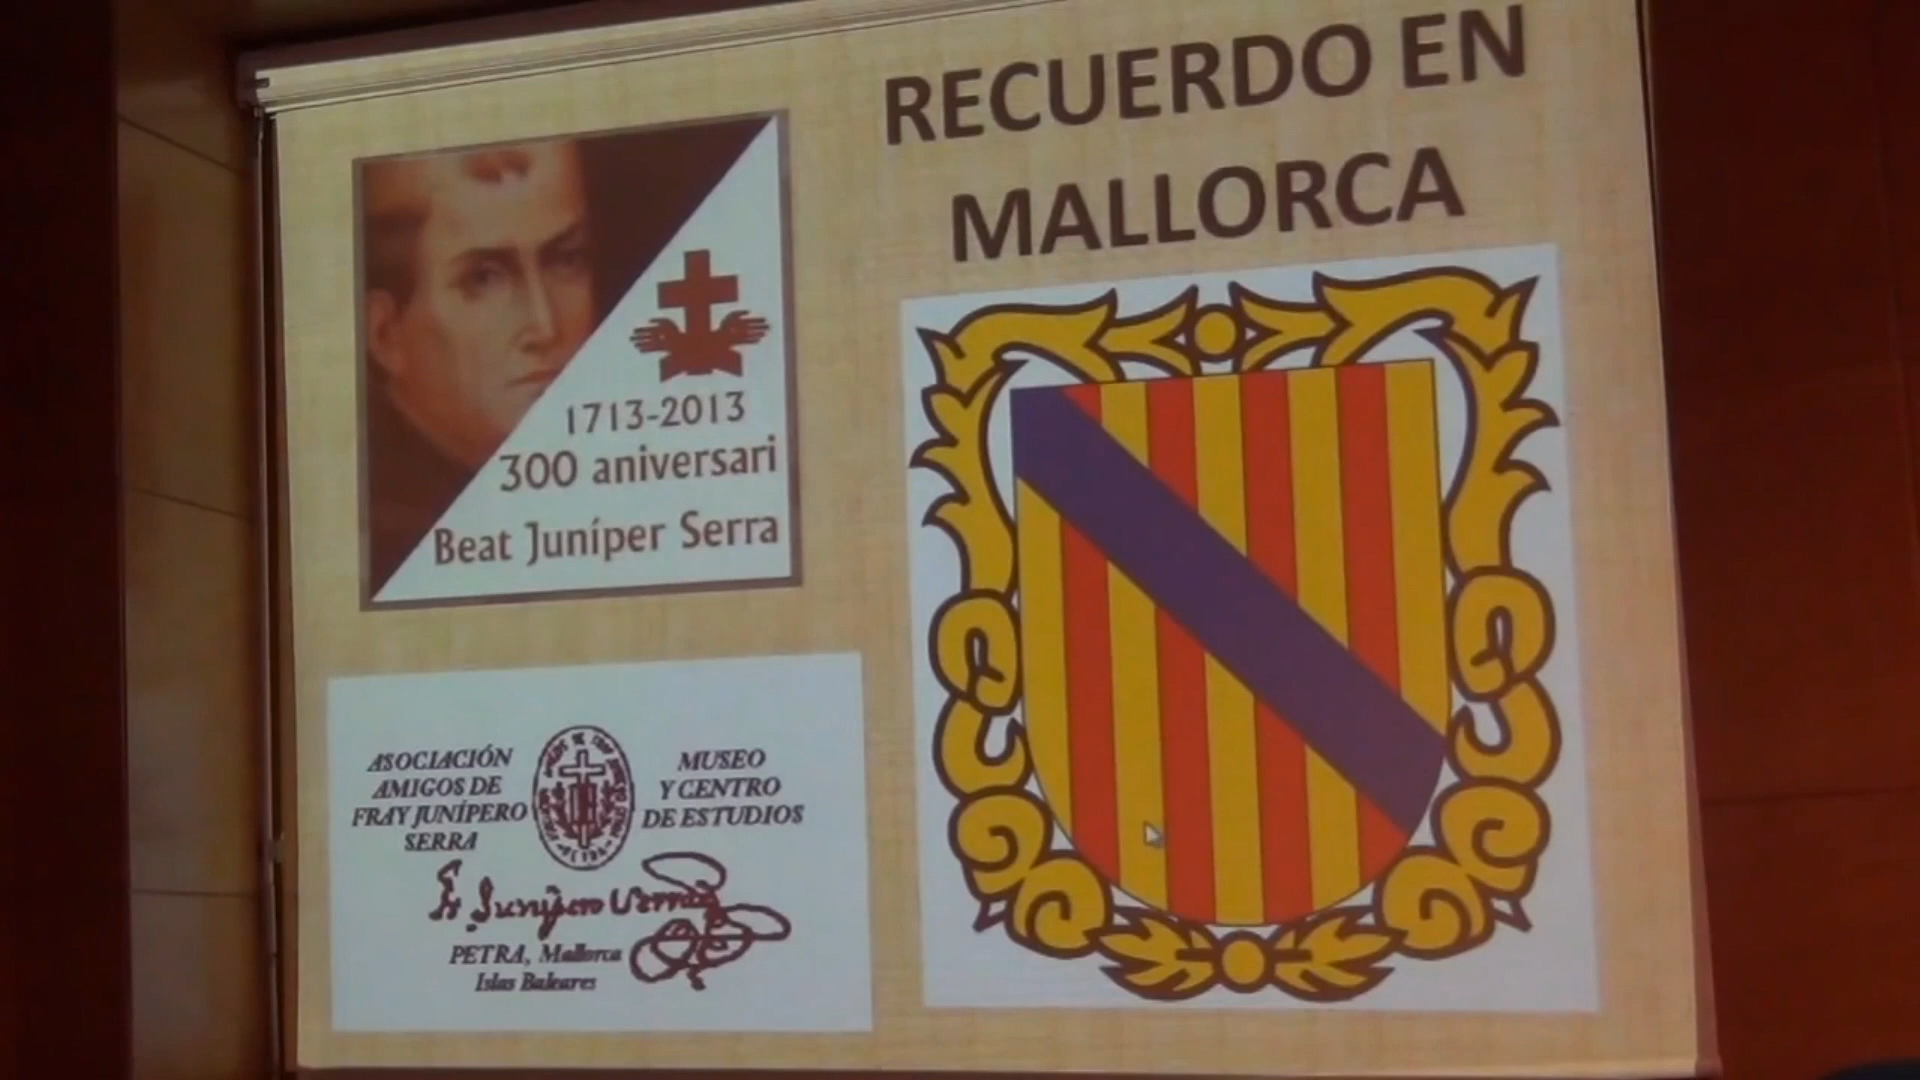 RECUERDO EN
MALLORCA
1713-2013
300 aniversari
Beat Juníper Serra
ASOCIACIÓN
AMIGOS DE
FRAY JUNÍPERO
SERRA
MUSEO
Y CENTRO
DE ESTUDIOS
PETRA, Mallorca
Islas Baleares